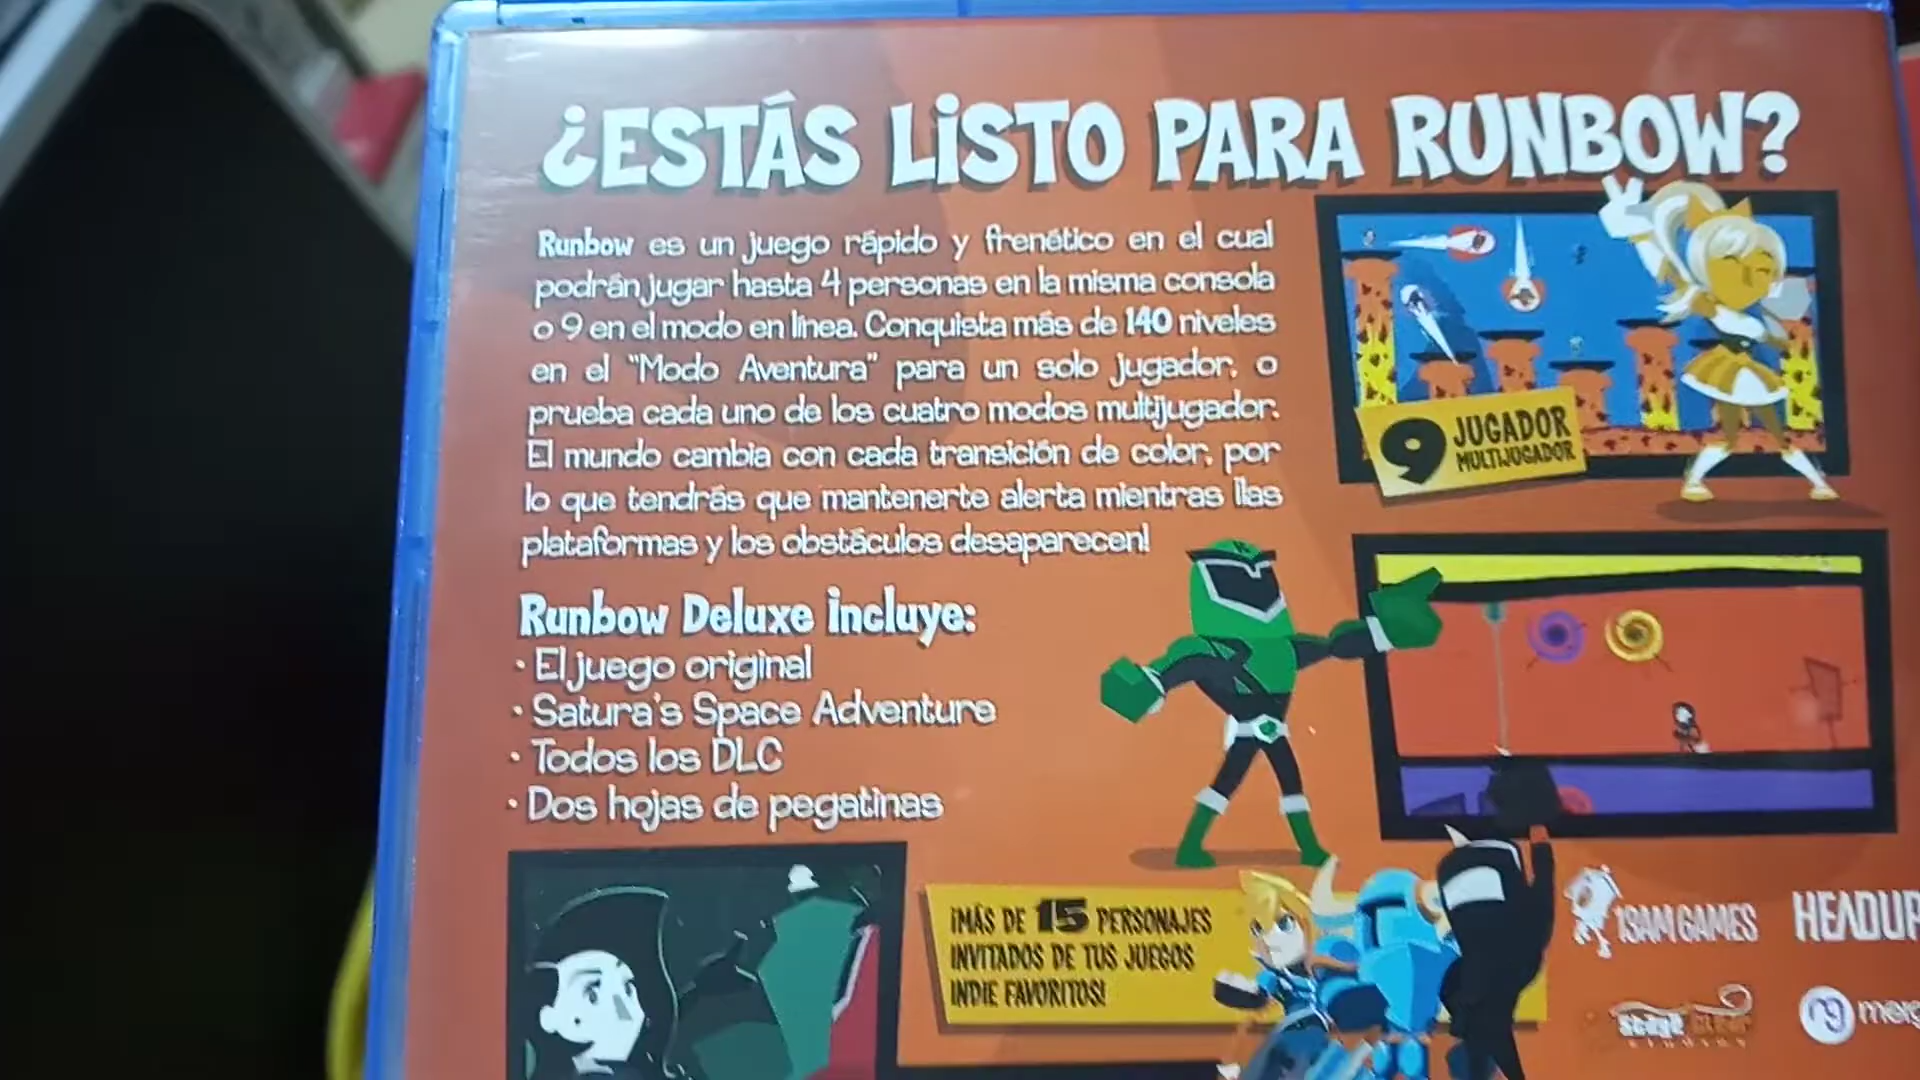 ¿ESTÁS LISTO PARA RUNBOW?
Runbow es un juego rápido y frenético en el cual
podrán jugar hasta 4 personas en la misma consola
o 9 en el modo en línea. Conquista más de 140 niveles
en el "Modo Aventura" para un solo jugador, o
prueba cada uno de los cuatro modos multijugador.
El mundo cambia con cada transición de color, por
lo que tendrás que mantenerte alerta mientras ¡las
plataformas y los obstáculos desaparecen!
9 JUGADOR
MULTIJUGADOR
Runbow Deluxe incluye:
· El juego original
· Satura's Space Adventure
· Todos los DLC
· Dos hojas de pegatinas
¡MÁS DE 15 PERSONAJES
INVITADOS DE TUS JUEGOS
INDIE FAVORITOS!
13AM GAMES
HEADUP